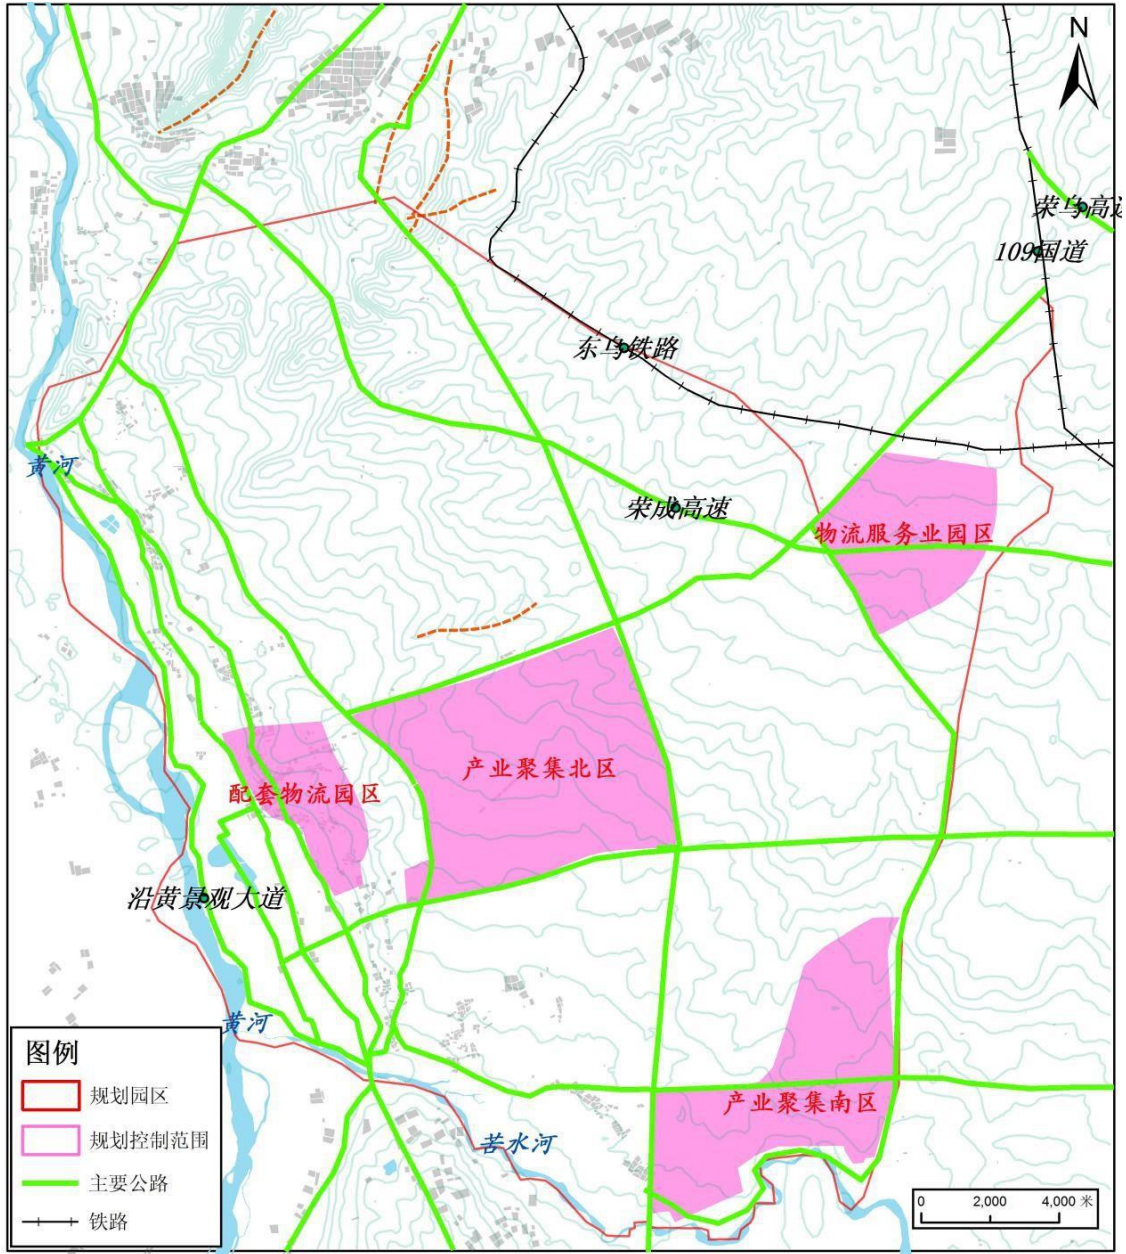 N
荣乌高速
109国道
东乌铁路
黄河
荣成高速
物流服务业园区
产业聚集北区
配套物流园区
沿黄景观大道
黄河
图例
规划园区
规划控制范围
主要公路
铁路
产业聚集南区
苦水河
0 2,000 4,000 米